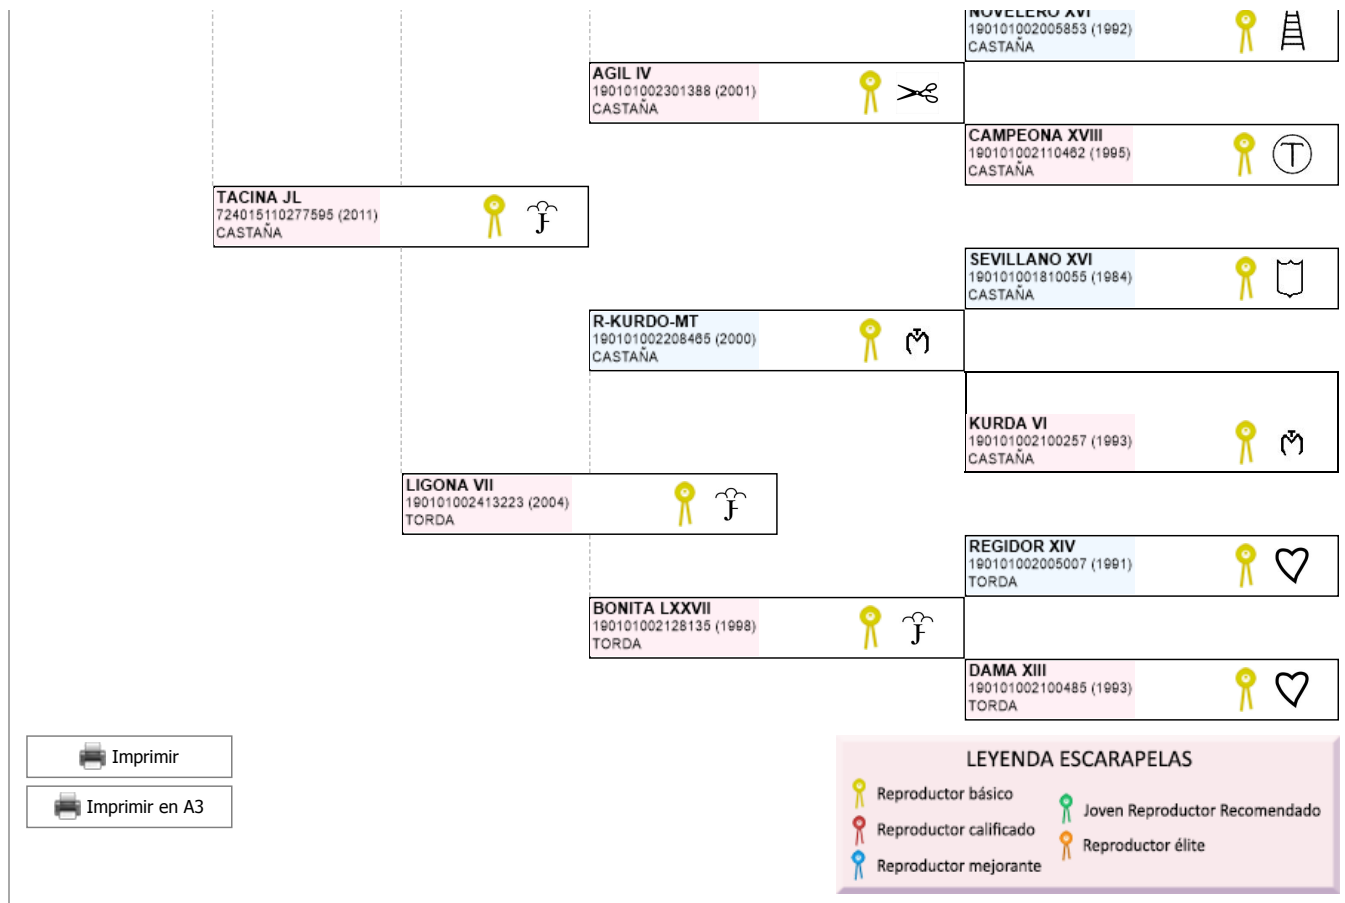 NOVELERO XVI
190101002005853 (1992)
CASTAÑA
AGIL IV
190101002301388 (2001)
CASTAÑA
CAMPEONA XVIII
190101002110462 (1995)
CASTAÑA
TACINA JL
724015110277595 (2011)
CASTAÑA
SEVILLANO XVI
190101001810055 (1984)
CASTAÑA
R-KURDO-MT
190101002208465 (2000)
CASTAÑA
KURDA VI
190101002100257 (1993)
CASTAÑA
LIGONA VII
190101002413223 (2004)
TORDA
REGIDOR XIV
190101002005007 (1991)
TORDA
BONITA LXXVII
190101002128135 (1998)
TORDA
DAMA XIII
190101002100485 (1993)
TORDA
Imprimir
Imprimir en A3
LEYENDA ESCARAPELAS
Reproductor básico
Reproductor calificado
Reproductor mejorante
Joven Reproductor Recomendado
Reproductor élite